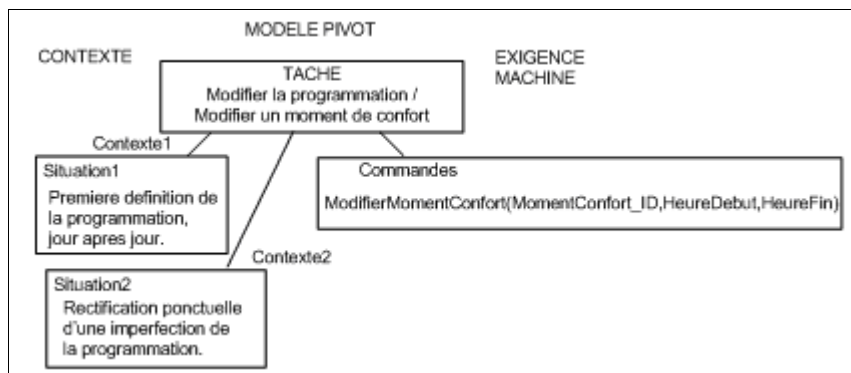 MODELE PIVOT
CONTEXTE
EXIGENCE
MACHINE
TACHE
Modifier la programmation /
Modifier un moment de confort
Contexte1
Situation1
Premiere definition de
la programmation,
jour apres jour.
Commandes
ModifierMomentConfort(MomentConfort_ID,HeureDebut,HeureFin)
Contexte2
Situation2
Rectification ponctuelle
d'une imperfection de
la programmation.